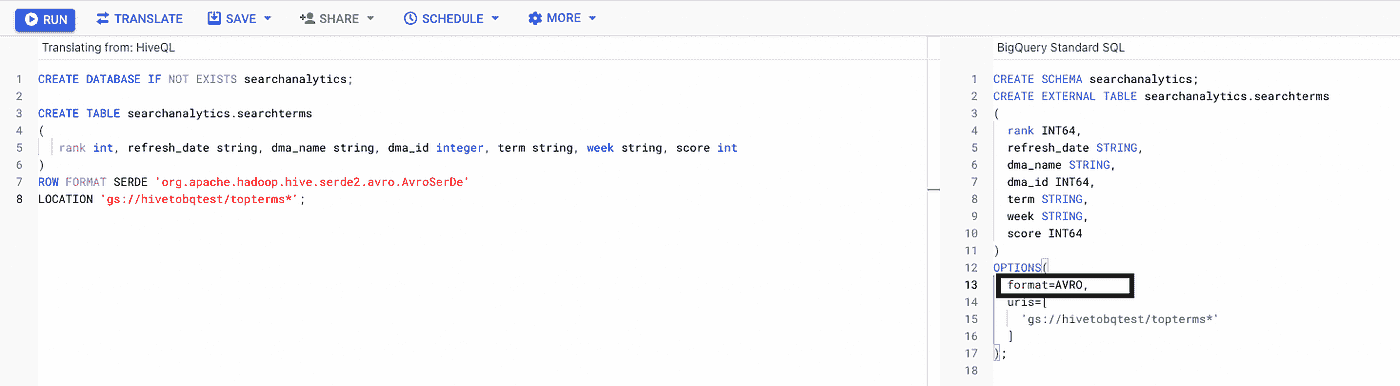 RUN TRANSLATE SAVE SHARE SCHEDULE MORE
Translating from: HiveQL
1 CREATE DATABASE IF NOT EXISTS searchanalytics;
2
3 CREATE TABLE searchanalytics.searchterms
4 (
5 rank int, refresh_date string, dma_name string, dma_id integer, term string, week string, score int
6 )
7 ROW FORMAT SERDE 'org.apache.hadoop.hive.serde2.avro.AvroSerDe'
8 LOCATION 'gs://hivetobqtest/topterms*';
BigQuery Standard SQL
1 CREATE SCHEMA searchanalytics;
2 CREATE EXTERNAL TABLE searchanalytics.searchterms
3 (
4 rank INT64,
5 refresh_date STRING,
6 dma_name STRING,
7 dma_id INT64,
8 term STRING,
9 week STRING,
10 score INT64
11 )
12 OPTIONS(
13 format=AVRO,
14 uris=[
15 'gs://hivetobqtest/topterms*'
16 ]
17 );
18